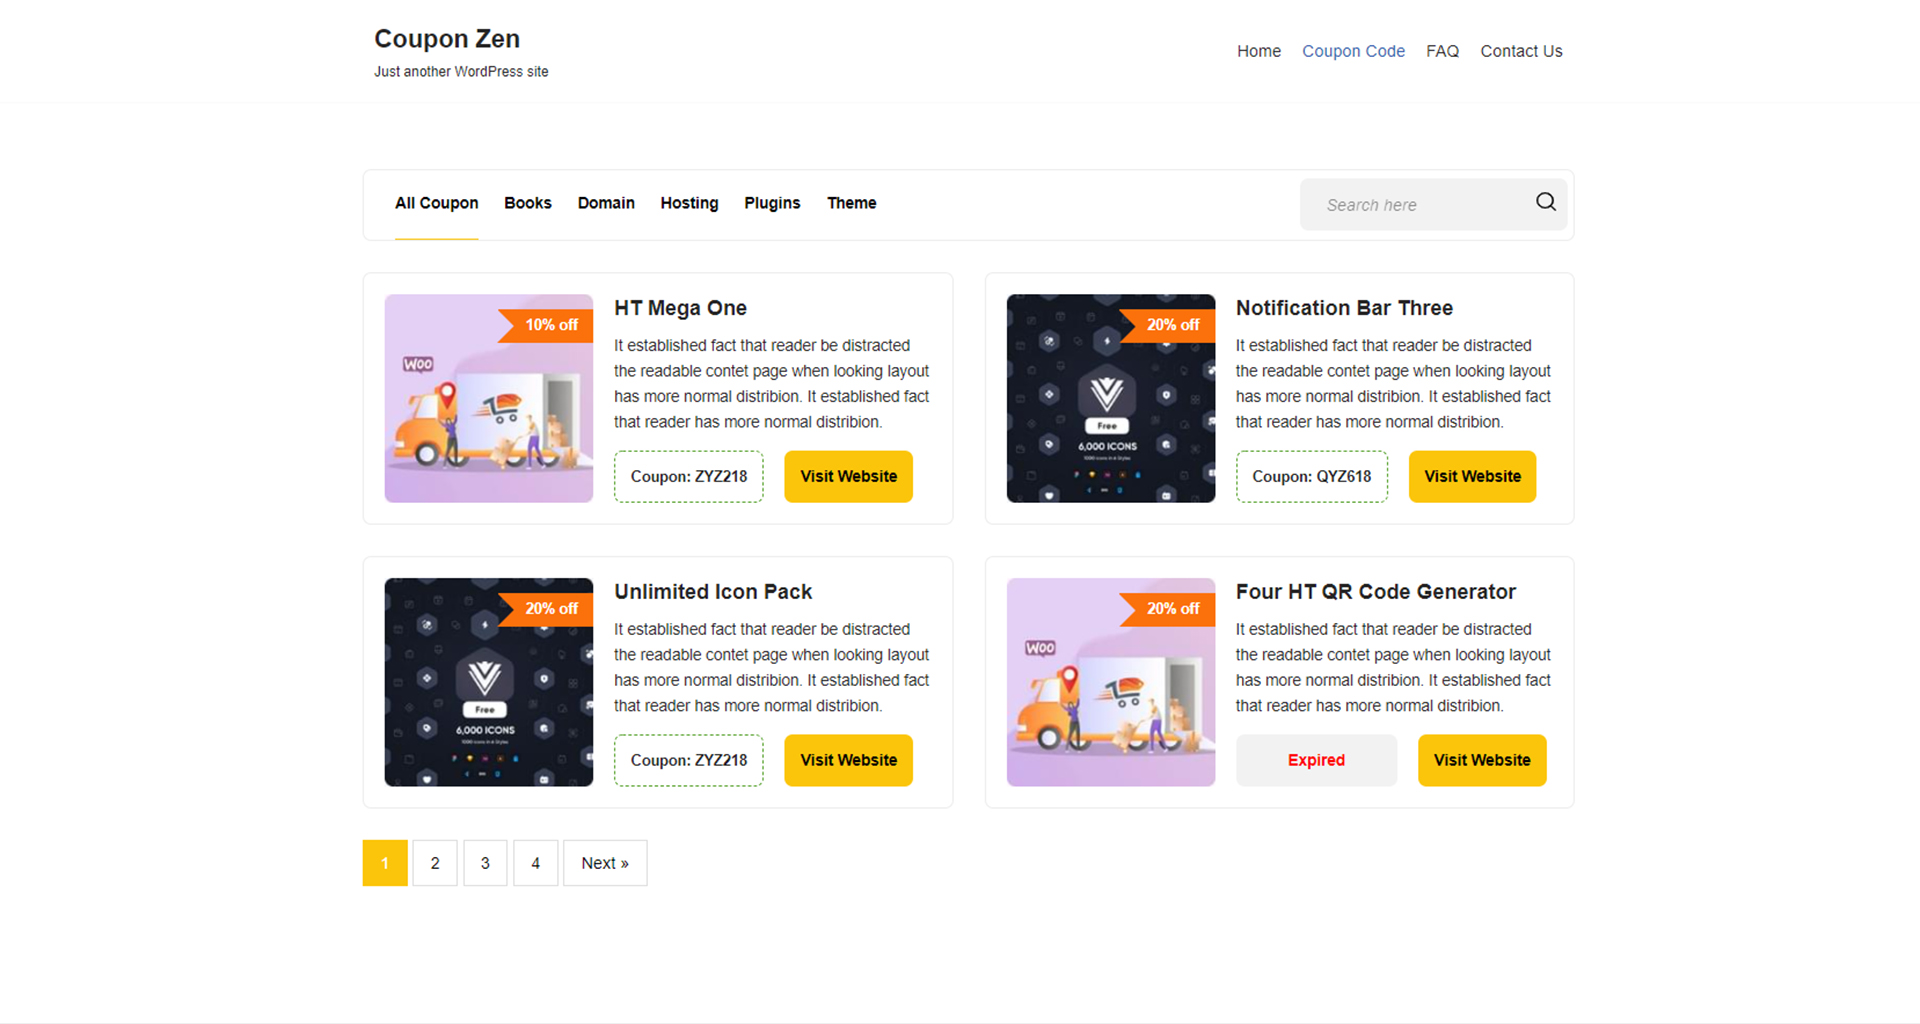 Coupon Zen
Just another WordPress site
Home Coupon Code FAQ Contact Us
All Coupon Books Domain Hosting Plugins Theme
Search here
10% off
WOO
HT Mega One
It established fact that reader be distracted
the readable contet page when looking layout
has more normal distribion. It established fact
that reader has more normal distribion.
Coupon: ZYZ218
Visit Website
20% off
Free
6,000 ICONS
Notification Bar Three
It established fact that reader be distracted
the readable contet page when looking layout
has more normal distribion. It established fact
that reader has more normal distribion.
Coupon: QYZ618
Visit Website
20% off
Free
6,000 ICONS
Unlimited Icon Pack
It established fact that reader be distracted
the readable contet page when looking layout
has more normal distribion. It established fact
that reader has more normal distribion.
Coupon: ZYZ218
Visit Website
20% off
WOO
Four HT QR Code Generator
It established fact that reader be distracted
the readable contet page when looking layout
has more normal distribion. It established fact
that reader has more normal distribion.
Expired
Visit Website
1 2 3 4 Next »